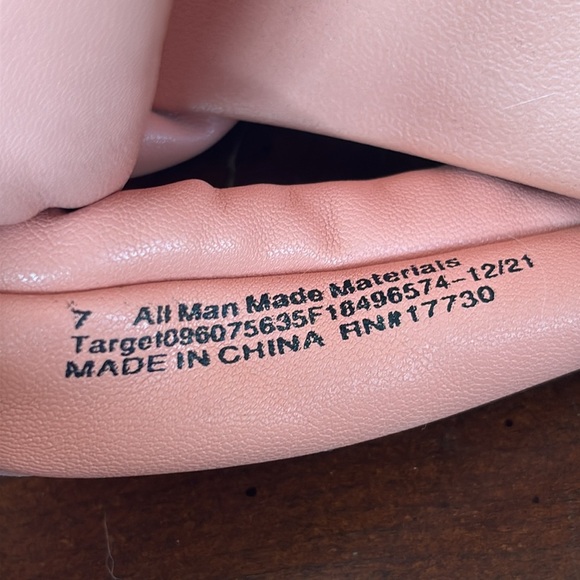 7 All Man Made Materials
Target096075635F18496574-12/21
MADE IN CHINA RN#17730